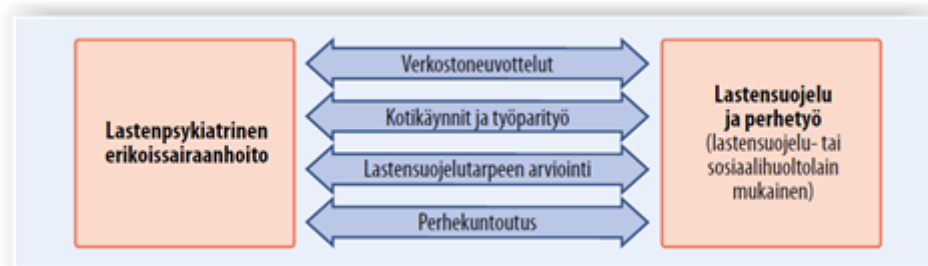 Lastenpsykiatrinen
erikoissairaanhoito
Verkostoneuvottelut
Kotikäynnit ja työparityö
Lastensuojelutarpeen arviointi
Perhekuntoutus
Lastensuojelu
ja perhetyö
(lastensuojelu- tai
sosiaalihuoltolain
mukainen)